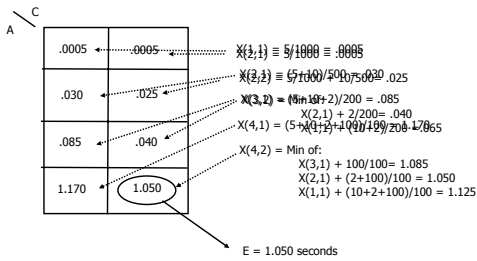 C
A
.0005 .0005 X(1,1) = 5/1000 = .0005
X(2,1) = 5/1000 = .0005
X(2,1) = (5+10)/500 = .030
.030 .025 X(2,2) = 5/1000 + 10/500= .025
X(3,1) = (5+10+2)/200 = .085
X(3,2) = Min of:
X(2,1) + 2/200= .040
X(4,1) = (5+10+2+100)/100 = 1.170
X(1,1) + (10+2)/200 =.065
.085 .040
X(4,2) = Min of:
X(3,1) + 100/100= 1.085
1.170 1.050 X(2,1) + (2+100)/100 = 1.050
X(1,1) + (10+2+100)/100 = 1.125
E = 1.050 seconds